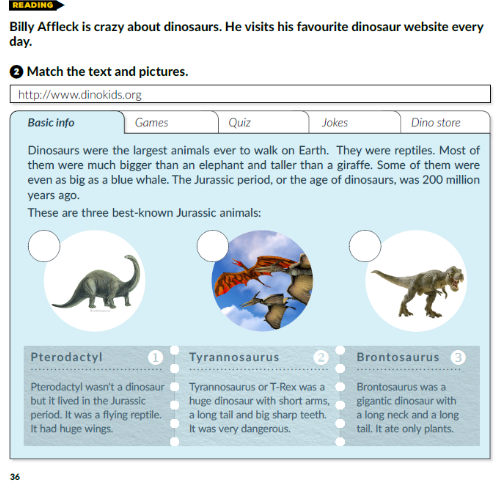 READING
Billy Affleck is crazy about dinosaurs. He visits his favourite dinosaur website every
day.
2 Match the text and pictures.
http://www.dinokids.org
Basic info
Games
Quiz
Jokes
Dino store
Dinosaurs were the largest animals ever to walk on Earth. They were reptiles. Most of
them were much bigger than an elephant and taller than a giraffe. Some of them were
even as big as a blue whale. The Jurassic period, or the age of dinosaurs, was 200 million
years ago.
These are three best-known Jurassic animals:
Pterodactyl 1
Pterodactyl wasn't a dinosaur
but it lived in the Jurassic
period. It was a flying reptile.
It had huge wings.
Tyrannosaurus 2
Tyrannosaurus or T-Rex was a
huge dinosaur with short arms,
a long tail and big sharp teeth.
It was very dangerous.
Brontosaurus 3
Brontosaurus was a
gigantic dinosaur with
a long neck and a long
tail. It ate only plants.
36